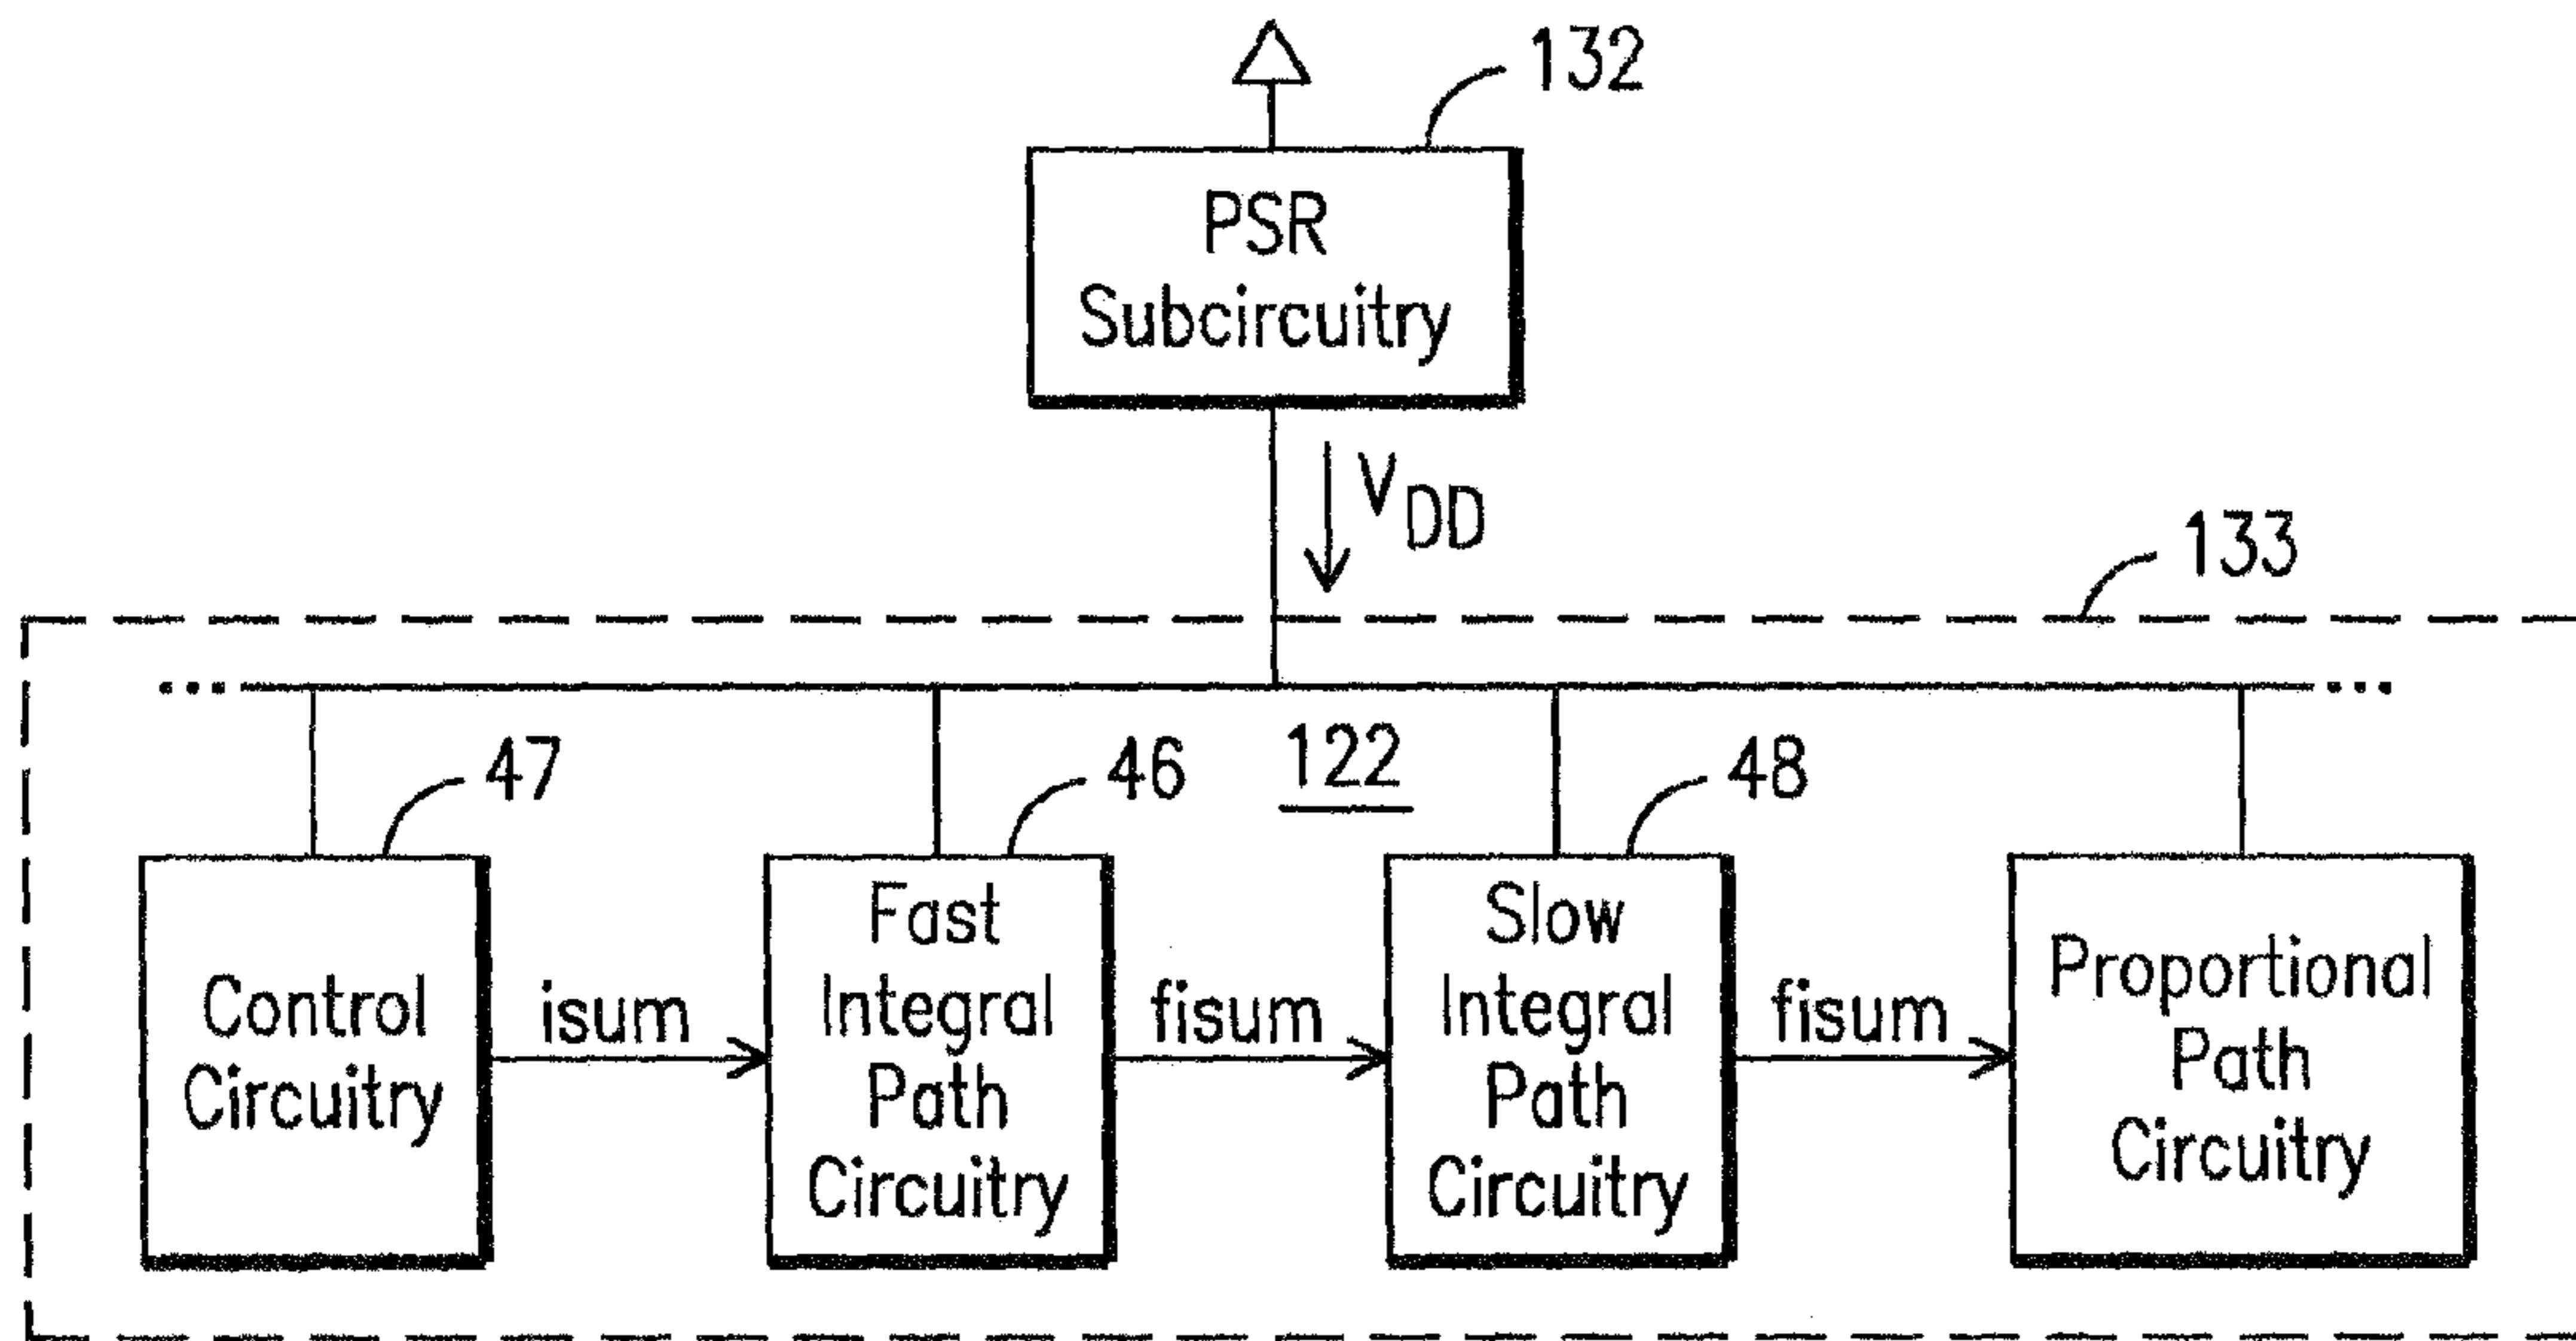 132
PSR
Subcircuitry
VDD
133
47
46
122
48
Control
Circuitry
isum
Fast
Integral
Path
Circuitry
fisum
Slow
Integral
Path
Circuitry
fisum
Proportional
Path
Circuitry